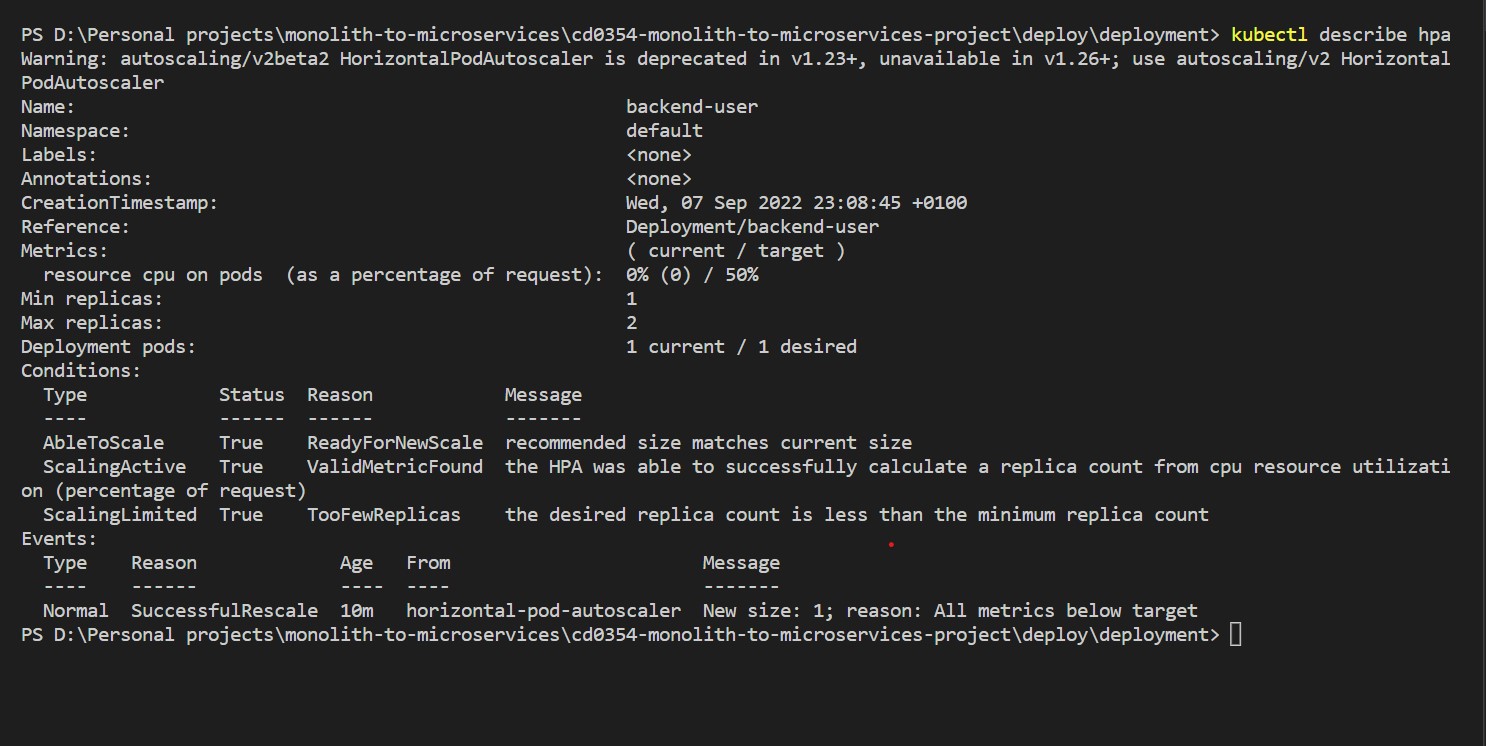 PS D:\Personal projects\monolith-to-microservices\cd0354-monolith-to-microservices-project\deploy\deployment> kubectl describe hpa
Warning: autoscaling/v2beta2 HorizontalPodAutoscaler is deprecated in v1.23+, unavailable in v1.26+; use autoscaling/v2 Horizontal
PodAutoscaler
Name:                                                  backend-user
Namespace:                                             default
Labels:                                                <none>
Annotations:                                           <none>
CreationTimestamp:                                     Wed, 07 Sep 2022 23:08:45 +0100
Reference:                                             Deployment/backend-user
Metrics:                                               ( current / target )
  resource cpu on pods  (as a percentage of request):  0% (0) / 50%
Min replicas:                                          1
Max replicas:                                          2
Deployment pods:                                       1 current / 1 desired
Conditions:
  Type            Status  Reason            Message
  ----            ------  ------            -------
  AbleToScale     True    ReadyForNewScale  recommended size matches current size
  ScalingActive   True    ValidMetricFound  the HPA was able to successfully calculate a replica count from cpu resource utilizati
on (percentage of request)
  ScalingLimited  True    TooFewReplicas    the desired replica count is less than the minimum replica count
Events:
  Type    Reason             Age   From                       Message
  ----    ------             ----  ----                       -------
  Normal  SuccessfulRescale  10m   horizontal-pod-autoscaler  New size: 1; reason: All metrics below target
PS D:\Personal projects\monolith-to-microservices\cd0354-monolith-to-microservices-project\deploy\deployment>